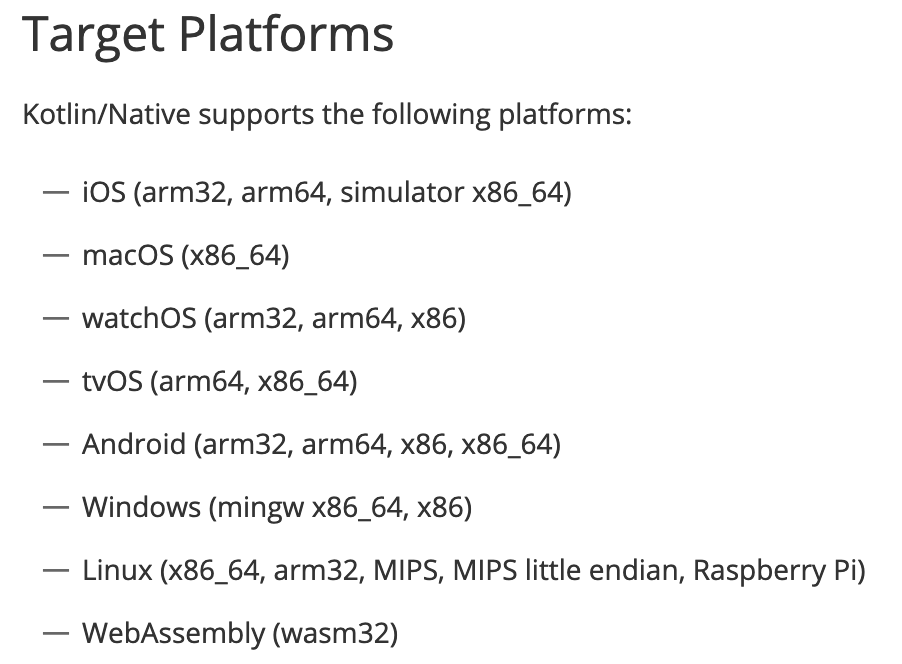 Target Platforms
Kotlin/Native supports the following platforms:
— iOS (arm32, arm64, simulator x86_64)
— macOS (x86_64)
— watchOS (arm32, arm64, x86)
— tvOS (arm64, x86_64)
— Android (arm32, arm64, x86, x86_64)
— Windows (mingw x86_64, x86)
— Linux (x86_64, arm32, MIPS, MIPS little endian, Raspberry Pi)
— WebAssembly (wasm32)